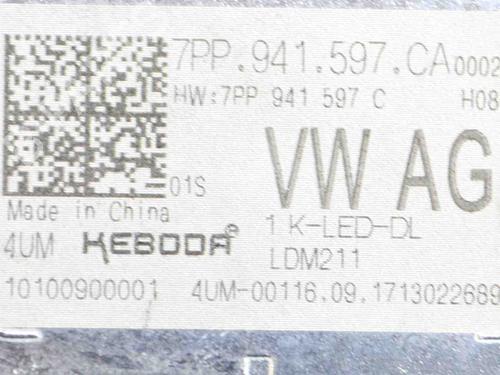 7PP.941.597.CA0002
HW:7PP 941 597 C H08
VW AG
01S
Made in China
1 K-LED-DL
4UM KEBODA
LDM211
10100900001 4UM-00116.09.1713022689